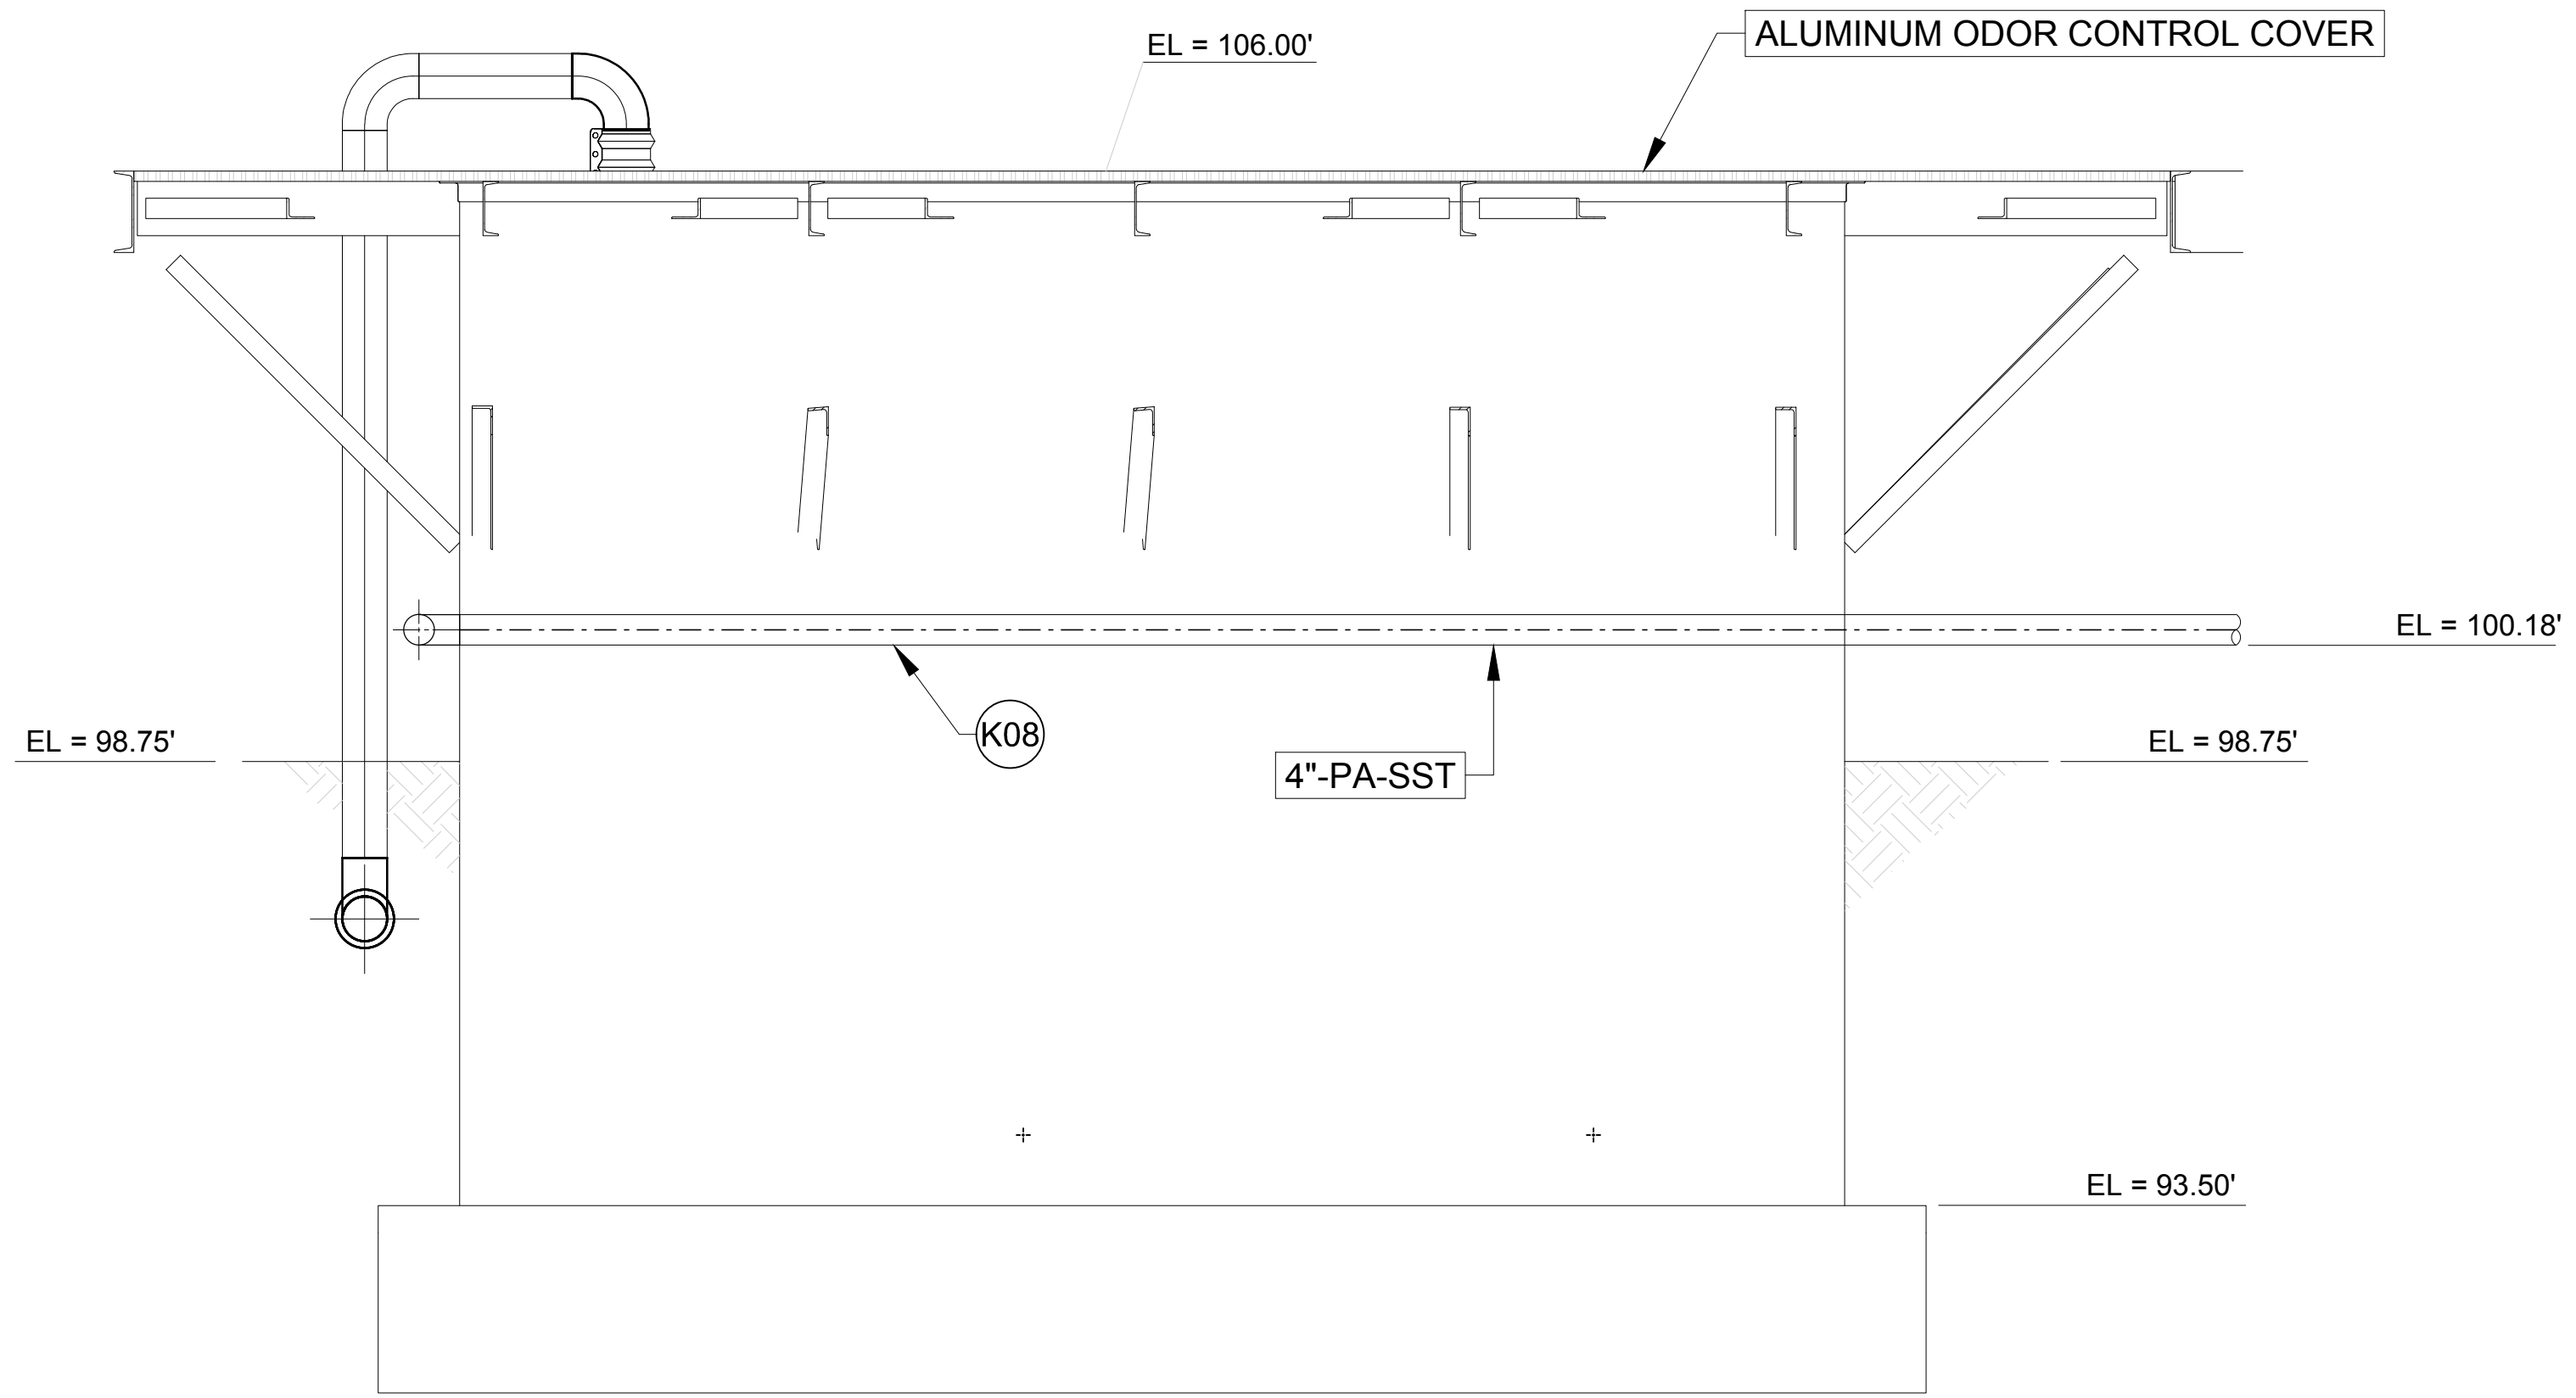 EL = 106.00'
ALUMINUM ODOR CONTROL COVER
EL = 100.18'
K08
EL = 98.75'
4"-PA-SST
EL = 98.75'
EL = 93.50'